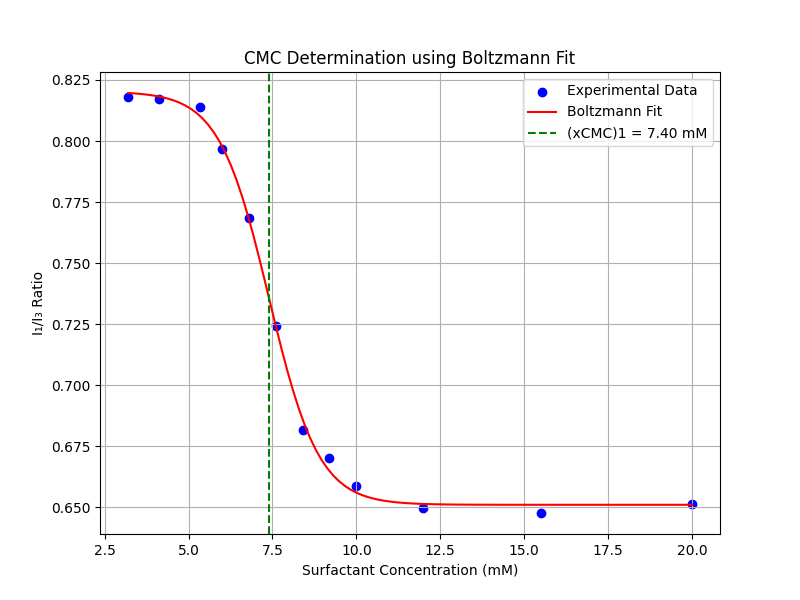 CMC Determination using Boltzmann Fit
Experimental Data
Boltzmann Fit
(xCMC)1 = 7.40 mM
I₁/I₃ Ratio
0.825
0.800
0.775
0.750
0.725
0.700
0.675
0.650
2.5 5.0 7.5 10.0 12.5 15.0 17.5 20.0
Surfactant Concentration (mM)